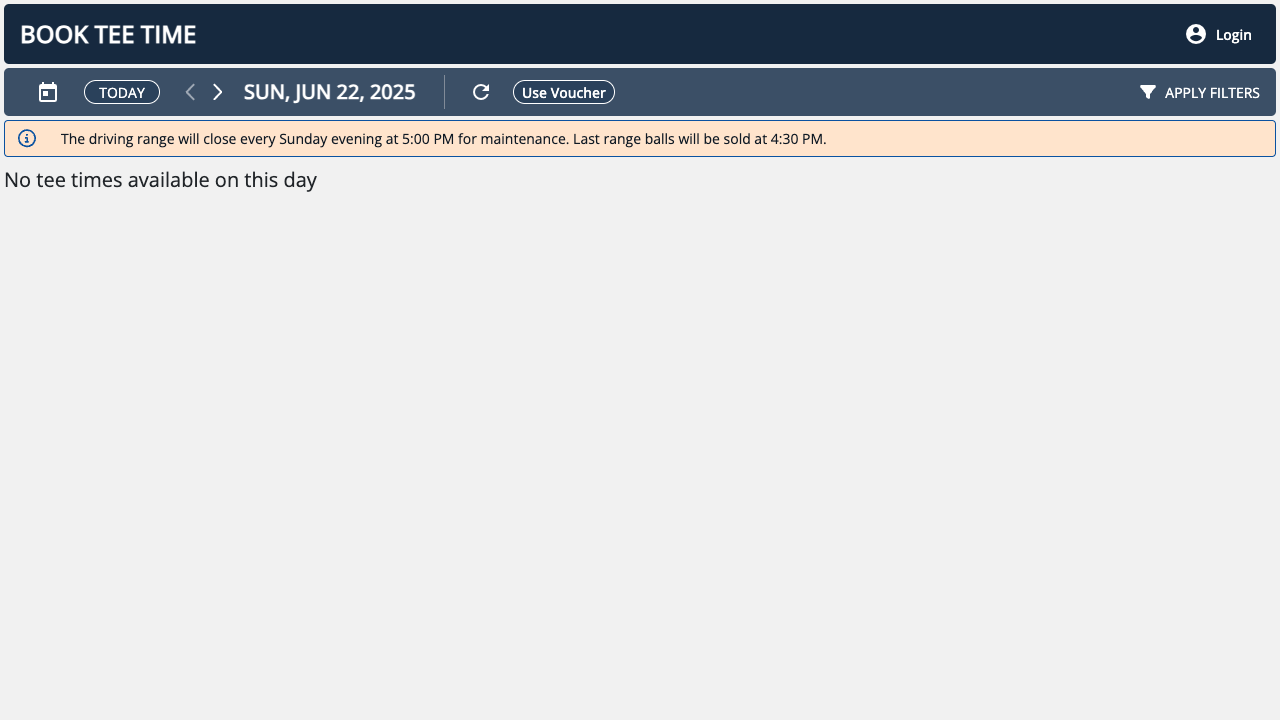 BOOK TEE TIME
Login
TODAY
SUN, JUN 22, 2025
Use Voucher
APPLY FILTERS
The driving range will close every Sunday evening at 5:00 PM for maintenance. Last range balls will be sold at 4:30 PM.
No tee times available on this day